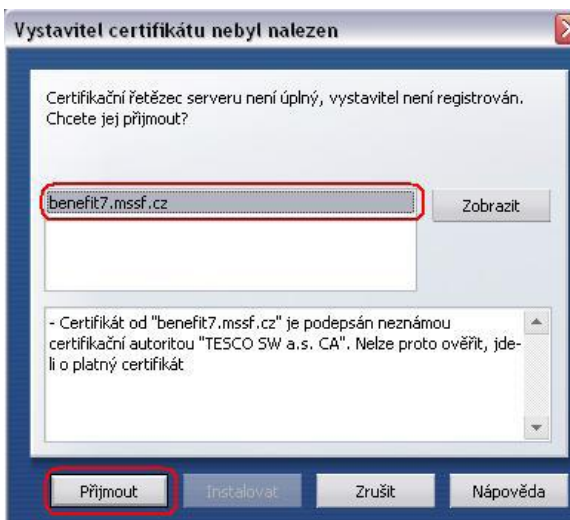 Vystavitel certifikátu nebyl nalezen
Certifikační řetězec serveru není úplný, vystavitel není registrován.
Chcete jej přijmout?
benefit7.mssf.cz
Zobrazit
- Certifikát od "benefit7.mssf.cz" je podepsán neznámou
certifikační autoritou "TESCO SW a.s. CA". Nelze proto ověřit, jde-
li o platný certifikát
Přijmout
Instalovat
Zrušit
Nápověda